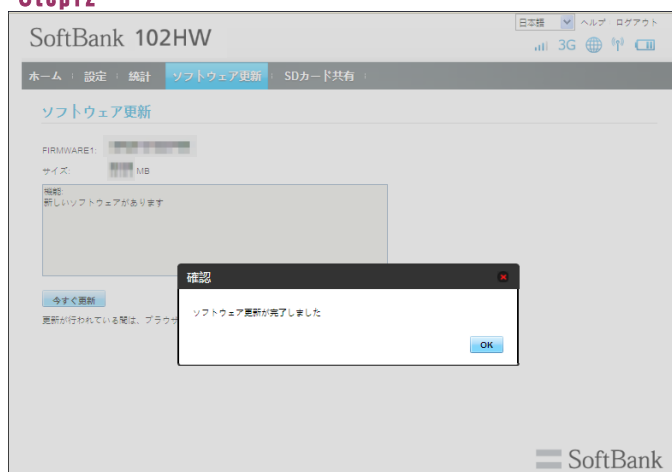 日本語 ヘルプ ログアウト
SoftBank 102HW
3G
ホーム 設定 統計 ソフトウェア更新 SDカード共有
ソフトウェア更新
FIRMWARE1:
サイズ: MB
機能:
新しいソフトウェアがあります
確認
ソフトウェア更新が完了しました
OK
今すぐ更新
更新が行われている間は、ブラウザ
SoftBank